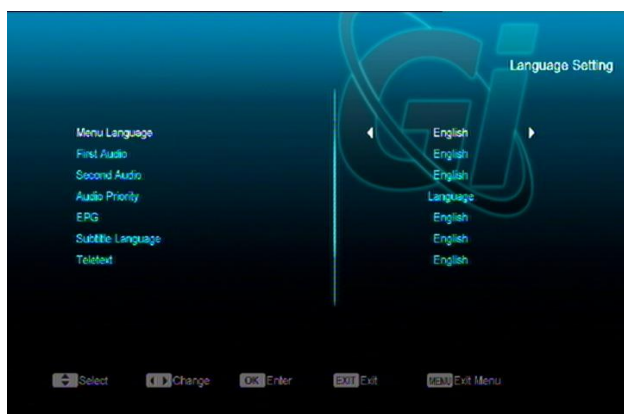 Language Setting
Menu Language English
First Audio English
Second Audio English
Audio Priority Language
EPG English
Subtitle Language English
Teletext English
Select Change OK Enter EXIT Exit MENU Exit Menu